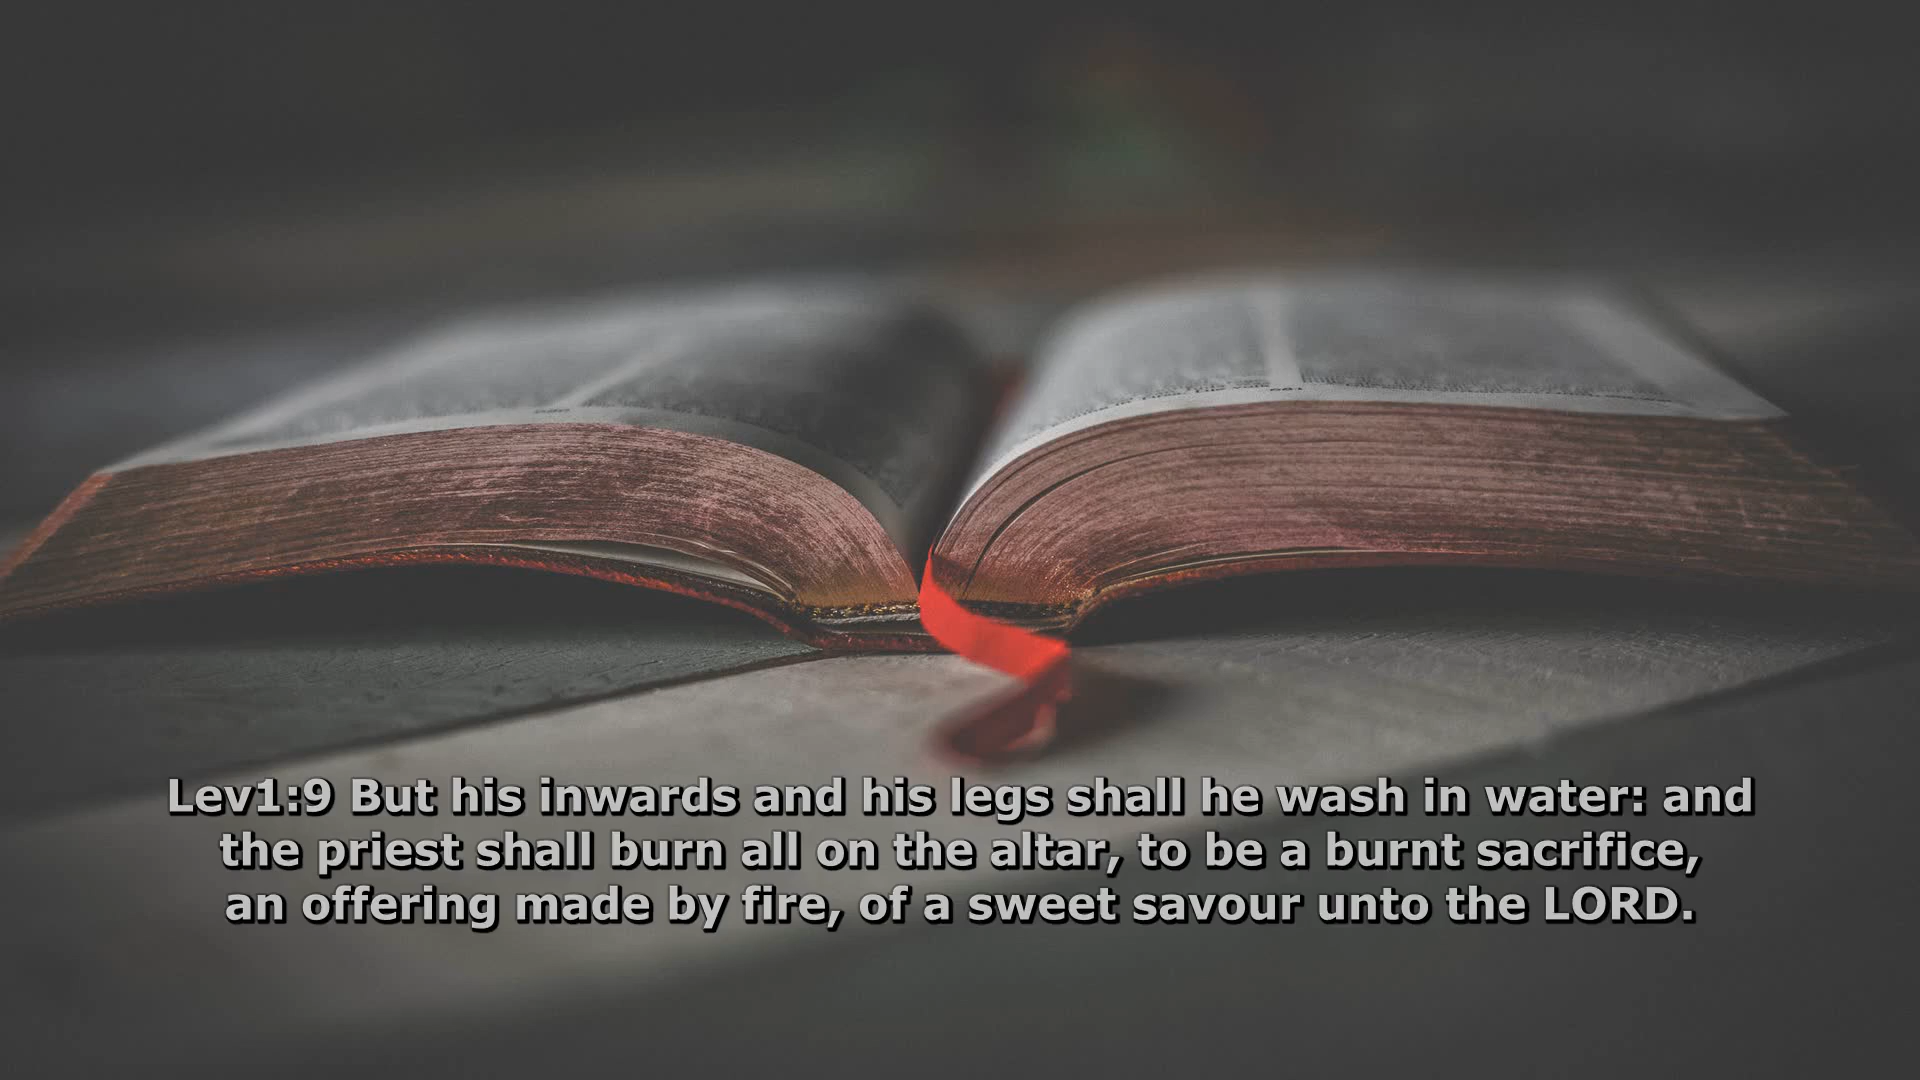 Lev1:9 But his inwards and his legs shall he wash in water: and
the priest shall burn all on the altar, to be a burnt sacrifice,
an offering made by fire, of a sweet savour unto the LORD.